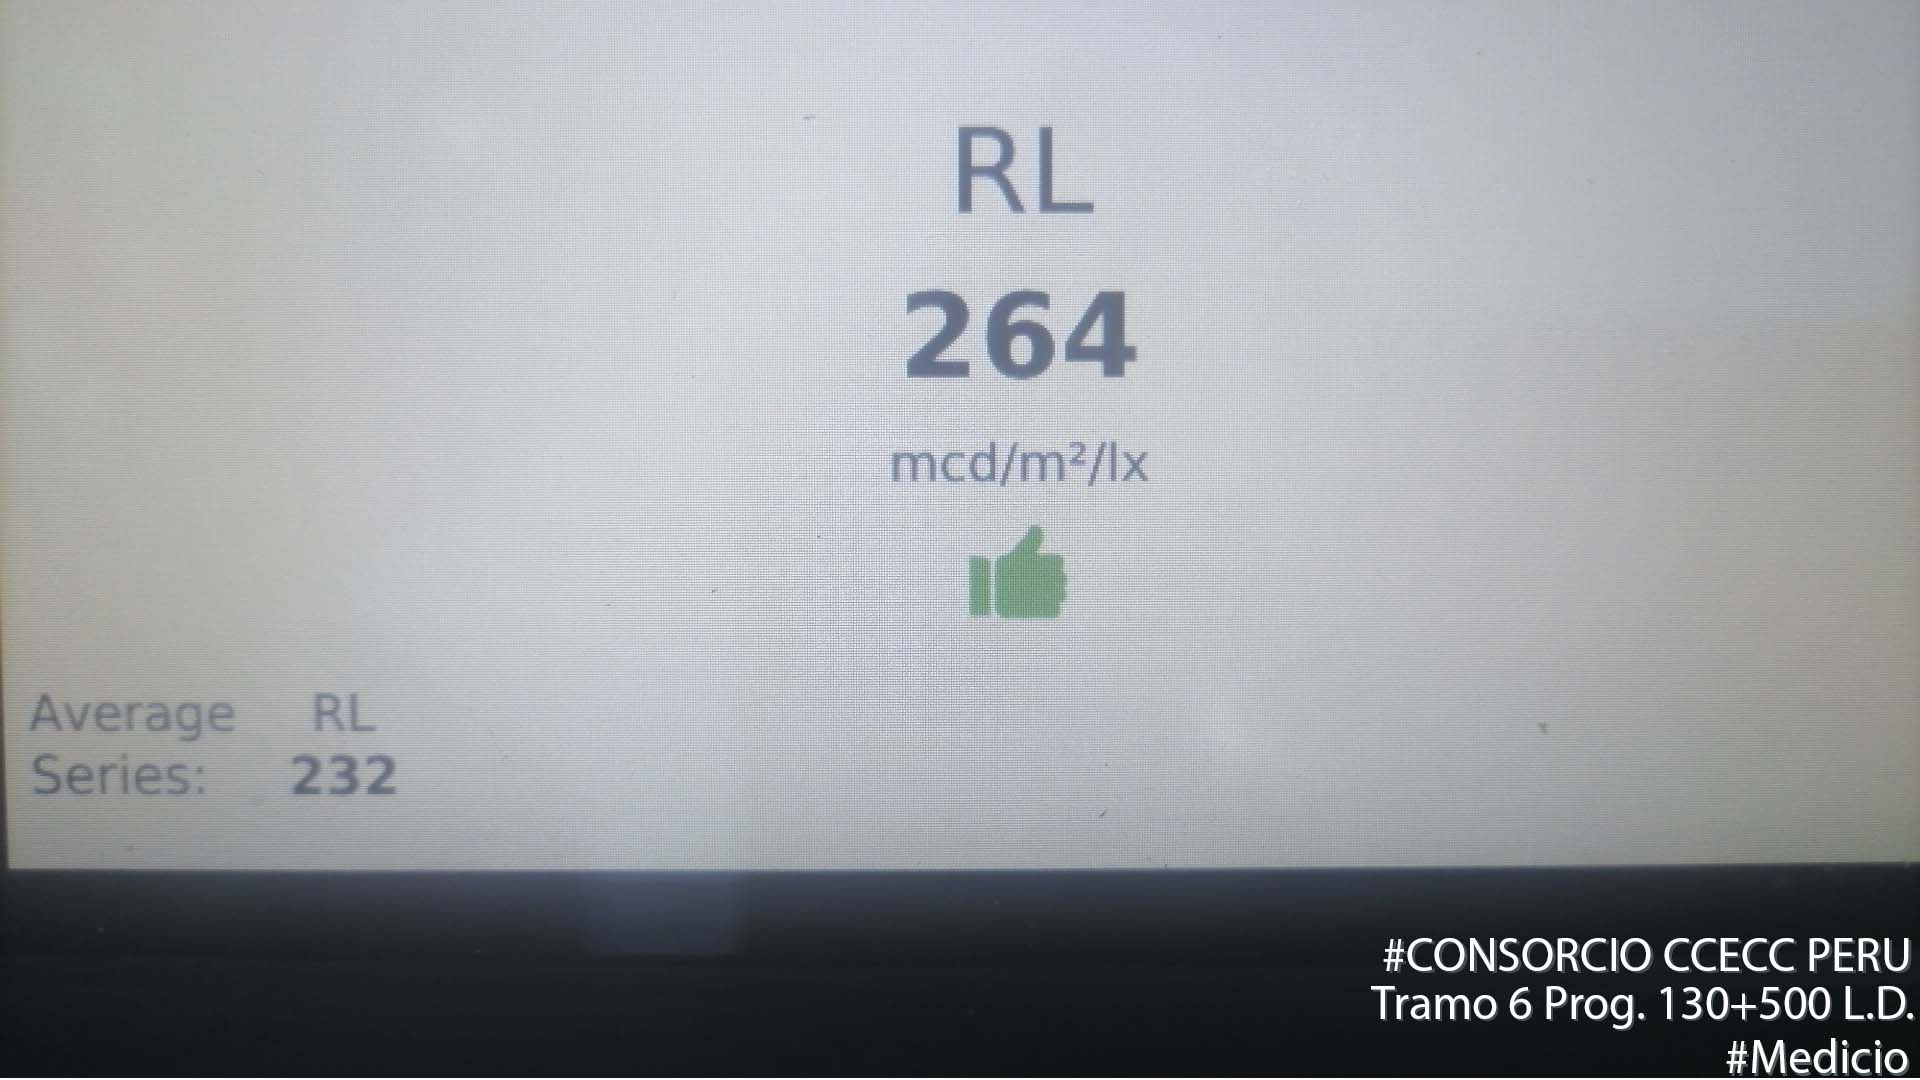 RL
264
mcd/m²/lx
Average RL
Series: 232
#CONSORCIO CCECC PERU
Tramo 6 Prog. 130+500 L.D.
#Medicio